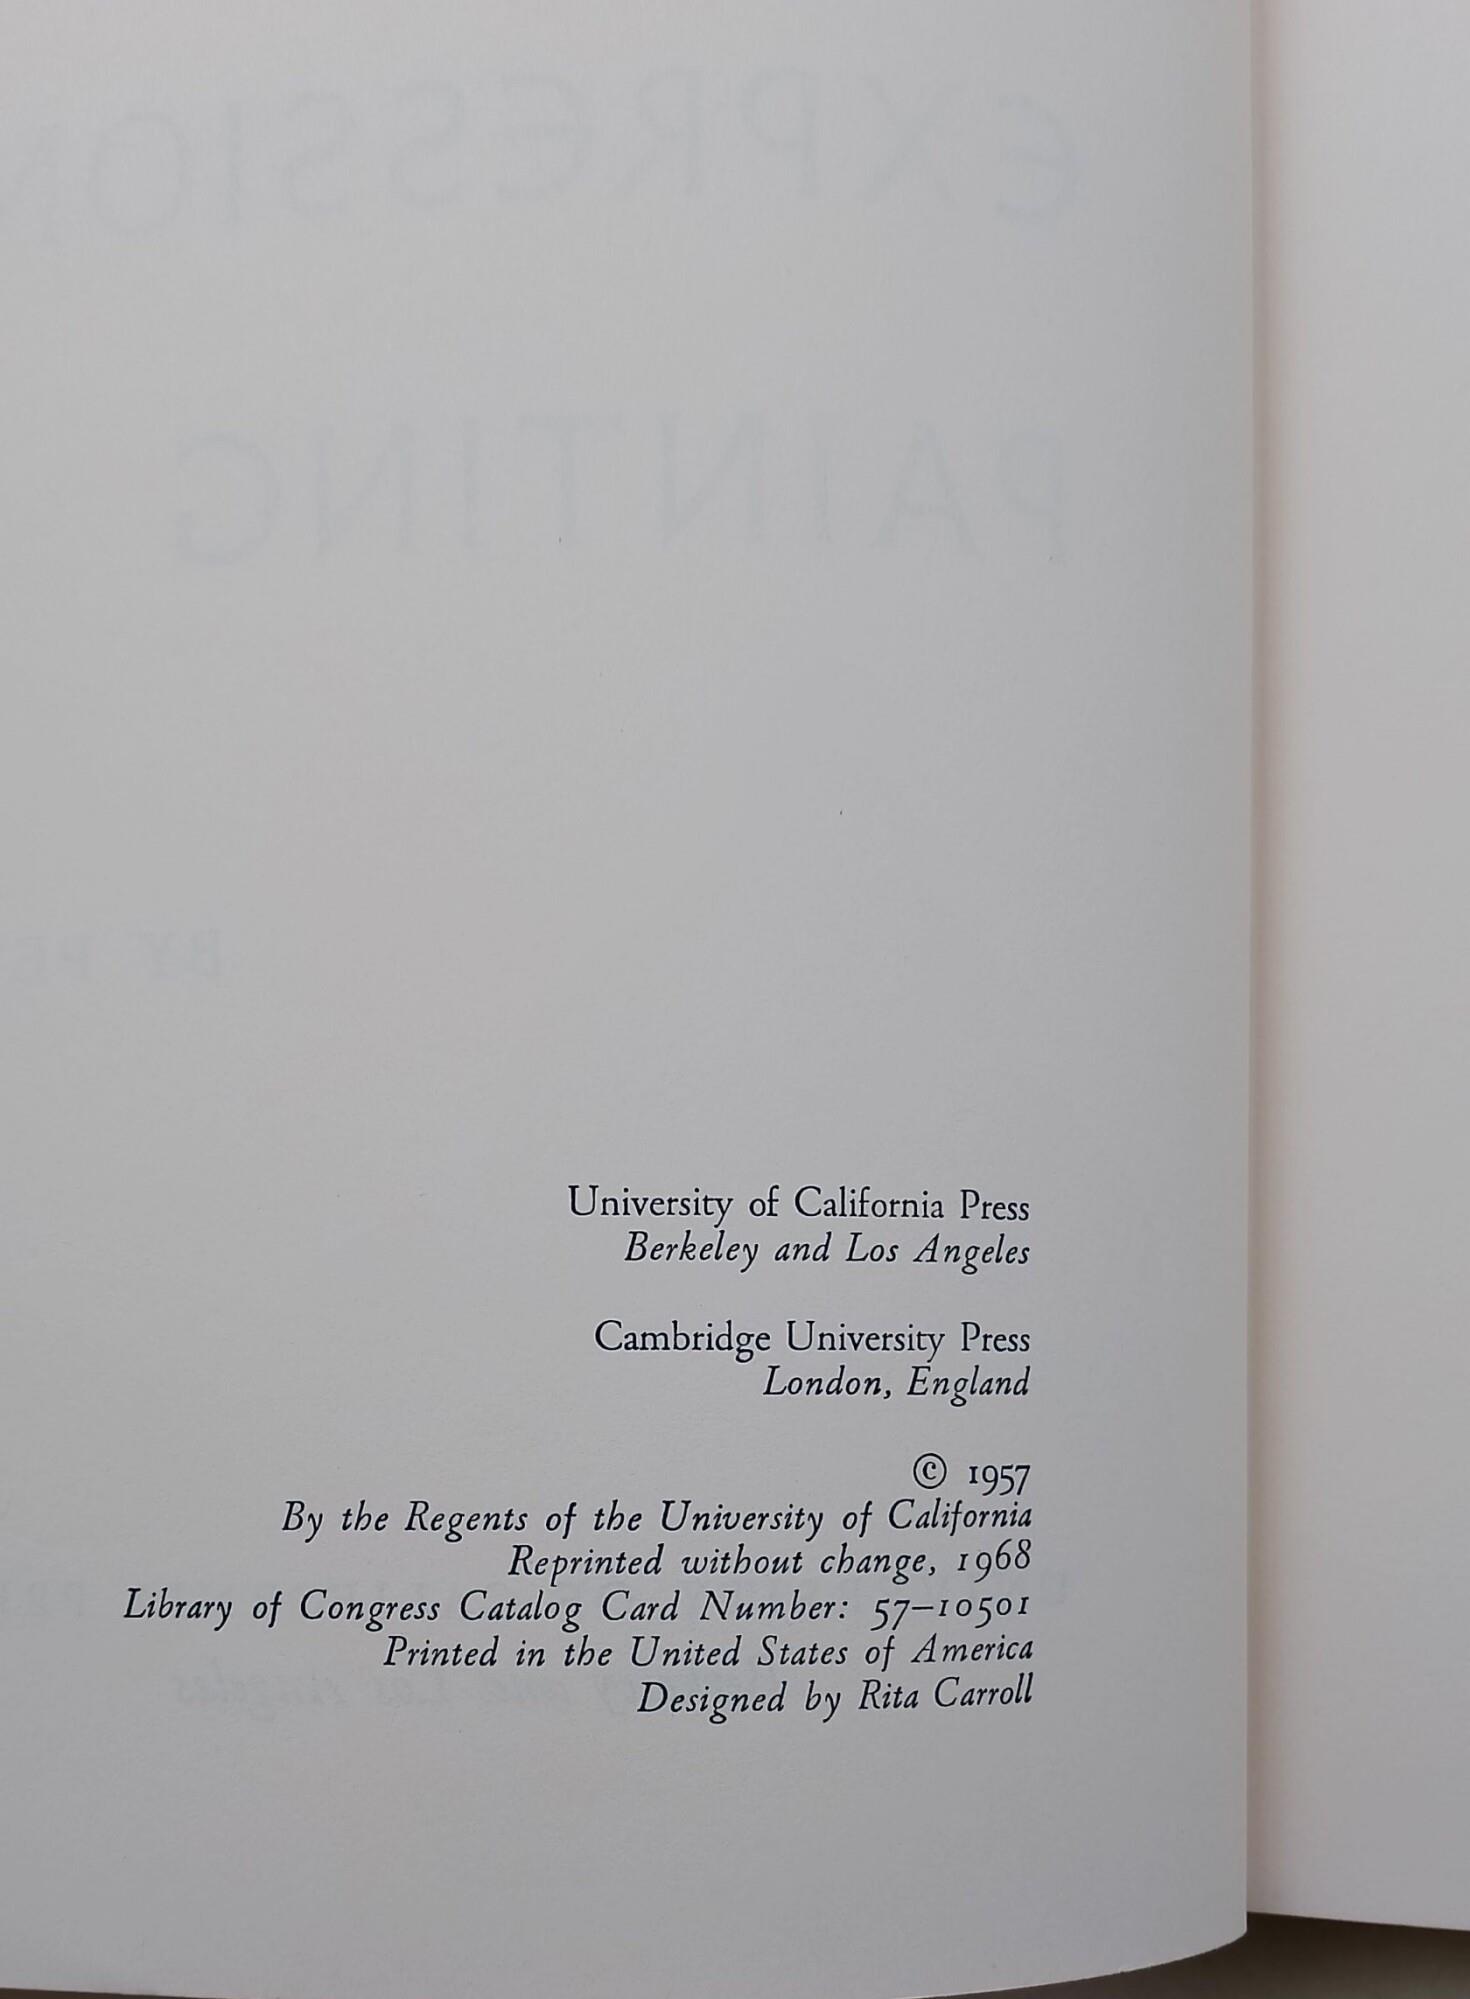 University of California Press
Berkeley and Los Angeles
Cambridge University Press
London, England
© 1957
By the Regents of the University of California
Reprinted without change, 1968
Library of Congress Catalog Card Number: 57–10501
Printed in the United States of America
Designed by Rita Carroll